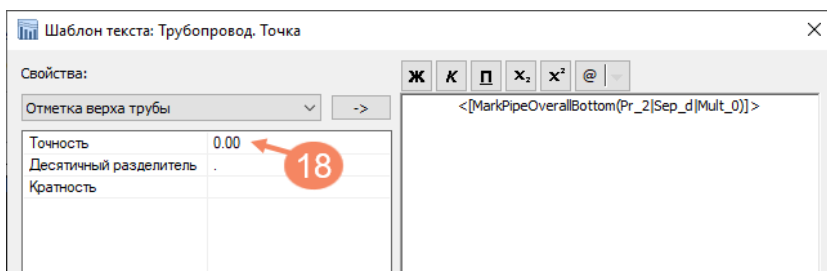 Шаблон текста: Трубопровод. Точка
Свойства:
Ж К П X₂ X² @
Отметка верха трубы ->
<[MarkPipeOverallBottom(Pr_2|Sep_d|Mult_0)]>
Точность 0.00
18
Десятичный разделитель .
Кратность